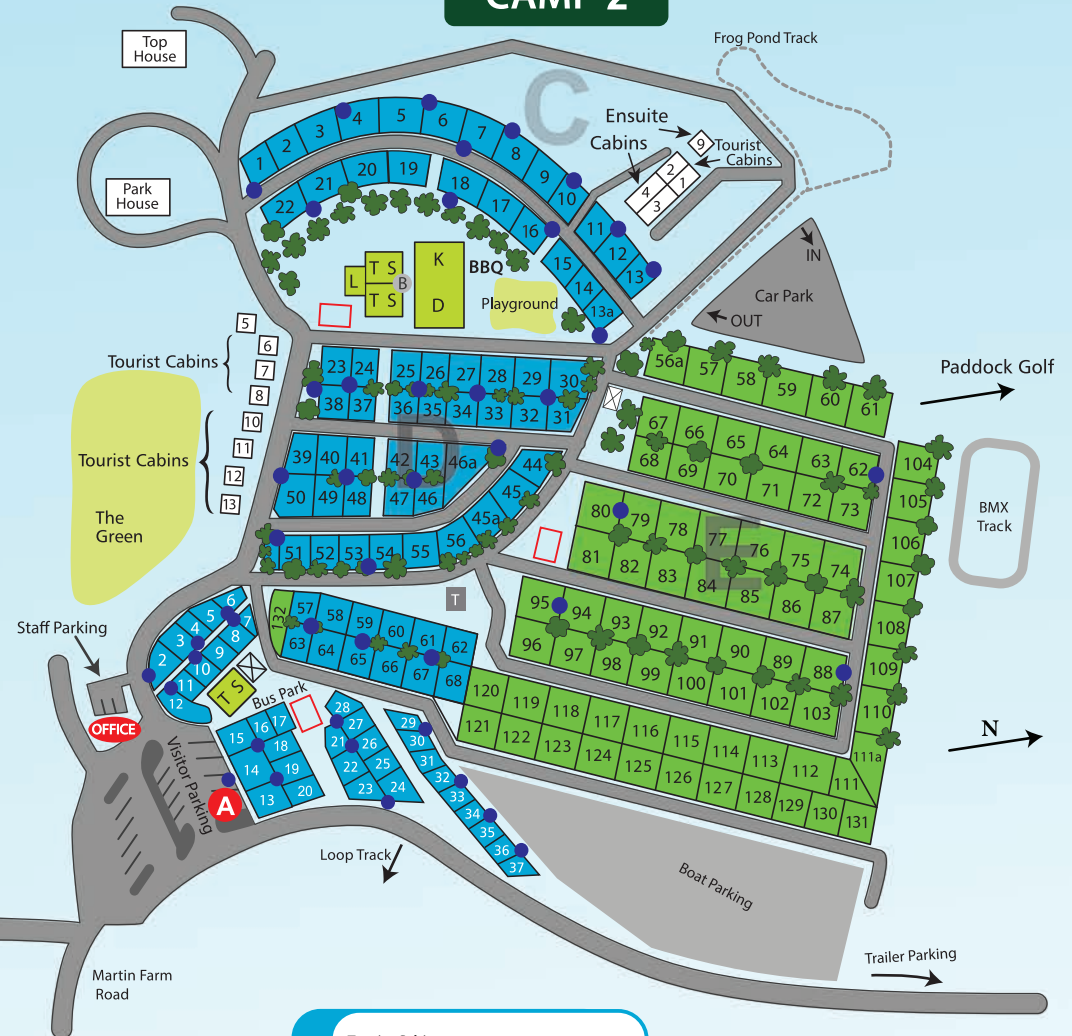 CAMP 2
Frog Pond Track
Top
House
C
Ensuite
Cabins
9
Tourist
Cabins
2
1
4
3
1
2
3
4
5
6
7
8
9
10
11
12
13
22
21
20
19
18
17
16
15
14
13a
Park
House
L
T S
T S
B
K
D
BBQ
Playground
IN
Car Park
OUT
5
6
7
8
10
11
12
13
Tourist Cabins
Tourist Cabins
The
Green
23 24 25 26 27 28 29 30
38 37 36 35 34 33 32 31
D
39 40 41 42 43 46a
50 49 48 47 46
44
45
45a
51 52 53 54 55 56
56a 57 58 59 60 61
Paddock Golf
67 66 65 64 63 62
68 69 70 71 72 73
104
105
106
107
108
109
110
111a
BMX
Track
E
80 79 78 77 76 75 74
81 82 83 84 85 86 87
95 94 93 92 91 90 89 88
96 97 98 99 100 101 102 103
T
132
57 58 59 60 61 62
63 64 65 66 67 68
120 119 118 117 116 115 114 113 112 111
121 122 123 124 125 126 127 128 129 130 131
N
Staff Parking
6
5
4
3
2
7
8
9
10
11
12
T S
OFFICE
Bus Park
Visitor Parking
A
15 16 17
14 18
19
13 20
28
27
21 26
22 25
23 24
29
30
31
32
33
34
35
36
37
Loop Track
Boat Parking
Trailer Parking
Martin Farm
Road